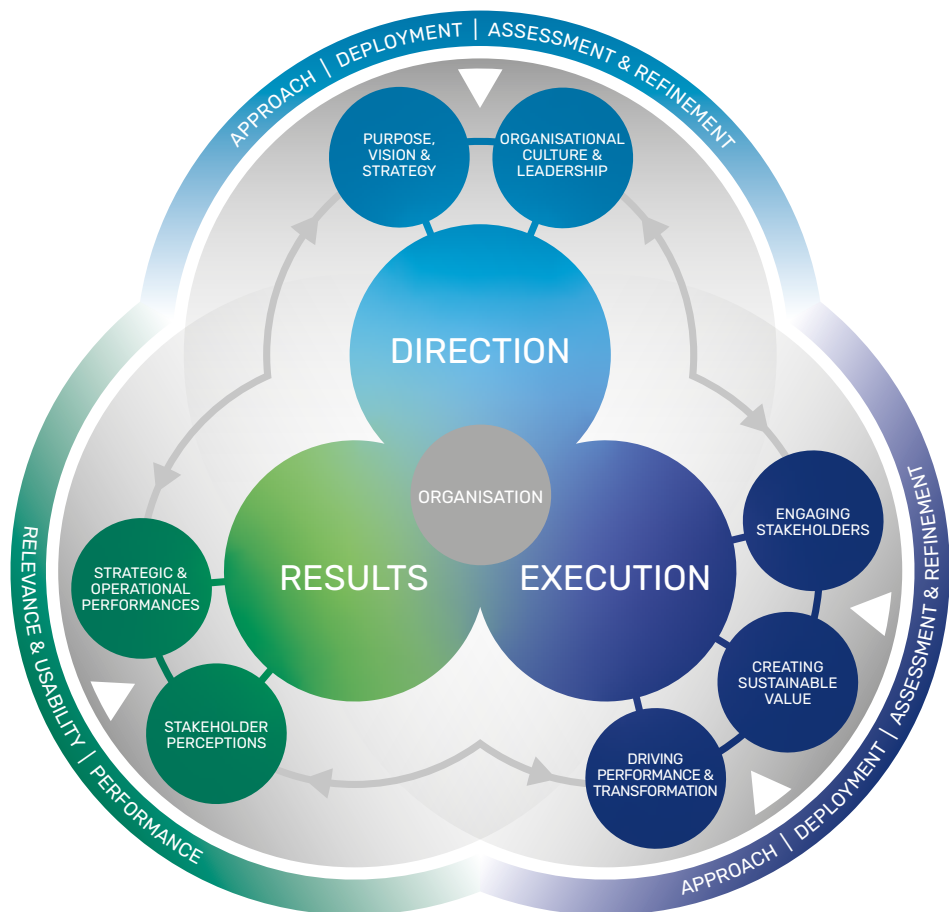 APPROACH | DEPLOYMENT | ASSESSMENT & REFINEMENT
PURPOSE,
VISION &
STRATEGY
ORGANISATIONAL
CULTURE &
LEADERSHIP
DIRECTION
ORGANISATION
RESULTS
EXECUTION
STRATEGIC &
OPERATIONAL
PERFORMANCES
STAKEHOLDER
PERCEPTIONS
ENGAGING
STAKEHOLDERS
CREATING
SUSTAINABLE
VALUE
DRIVING
PERFORMANCE &
TRANSFORMATION
RELEVANCE & USABILITY | PERFORMANCE
APPROACH | DEPLOYMENT | ASSESSMENT & REFINEMENT